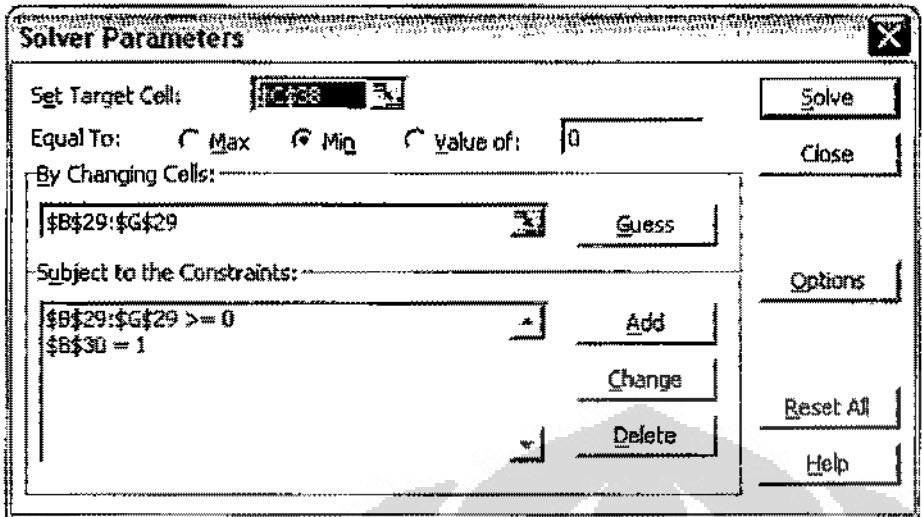 Solver Parameters
Set Target Cell: $C$38 Solve
Equal To: Max Min Value of: 0
Close
By Changing Cells:
$B$29:$G$29 Guess
Subject to the Constraints: Options
$B$29:$G$29 >= 0 Add
$B$30 = 1
Change
Reset All
Delete
Help